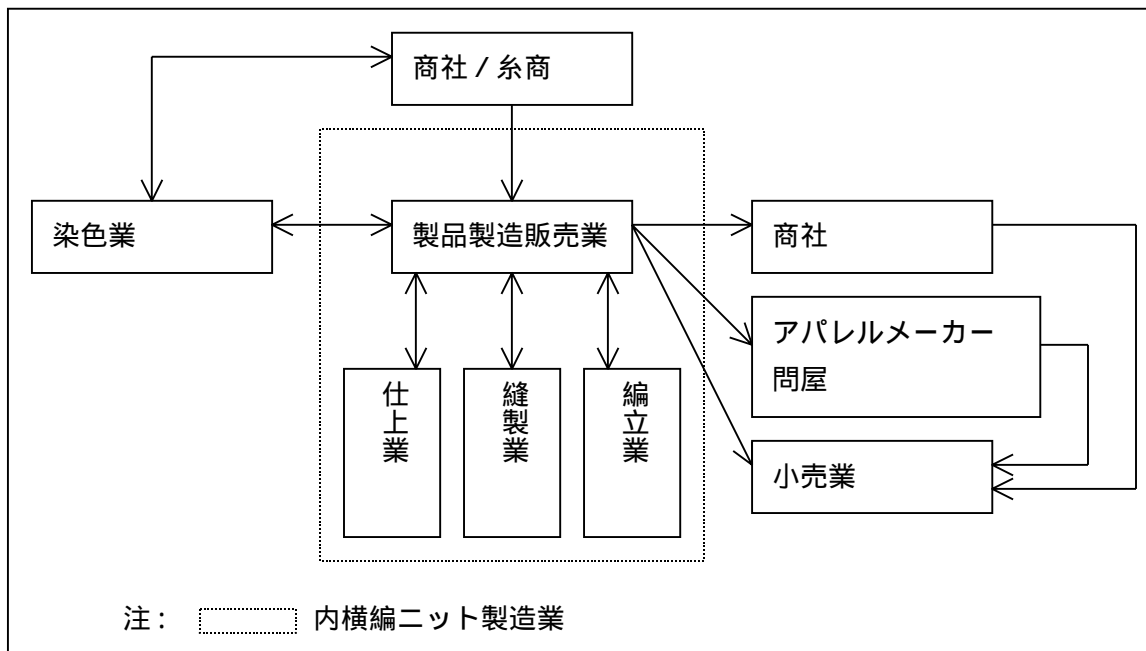 商社 / 糸商
染色業
製品製造販売業
商社
アパレルメーカー
問屋
仕上業
縫製業
編立業
小売業
注： 内横編ニット製造業